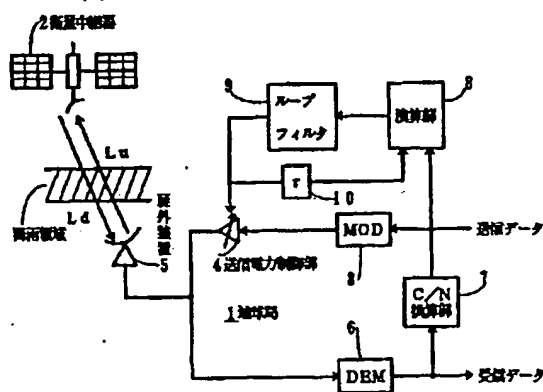 2衛星中継器
9
ループ
フィルタ
8
演算部
Lu
Ld
降雨領域
屋外装置
5
τ
10
4送信電力制御部
MOD
3
送信データ
C/N
演算部
7
1地球局
6
DEM
受信データ